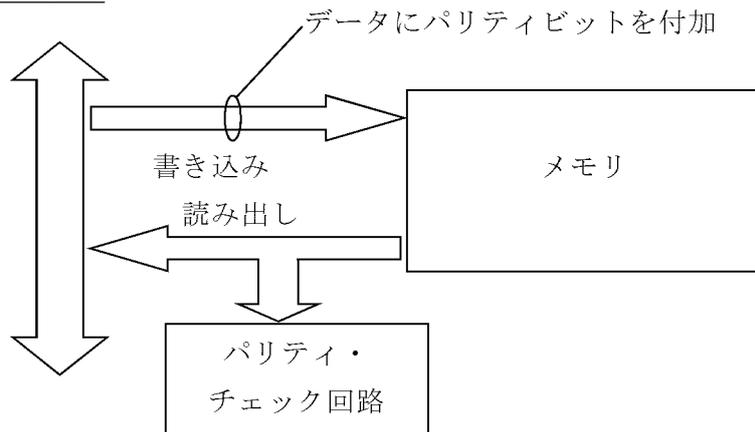 データにパリティビットを付加
書き込み
メモリ
読み出し
パリティ・
チェック回路